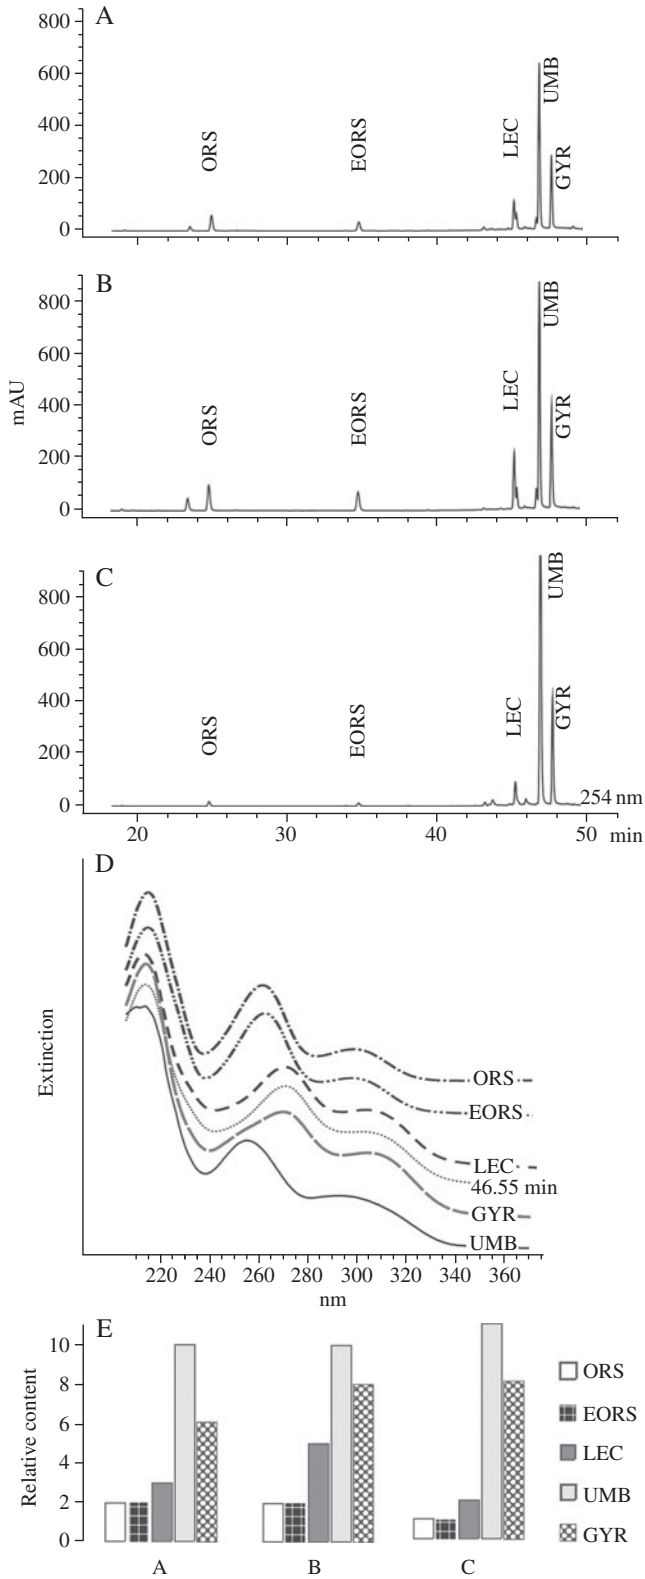 A
800
600
400
200
0
ORS
EORS
LEC
UMB
GYR
B
800
600
400
200
0
mAU
ORS
EORS
LEC
UMB
GYR
C
800
600
400
200
0
ORS
EORS
LEC
UMB
GYR
254 nm
20 30 40 50 min
D
Extinction
ORS
EORS
LEC
46.55 min
GYR
UMB
220 240 260 280 300 320 340 360
nm
E
10
8
6
4
2
0
Relative content
ORS
EORS
LEC
UMB
GYR
A B C